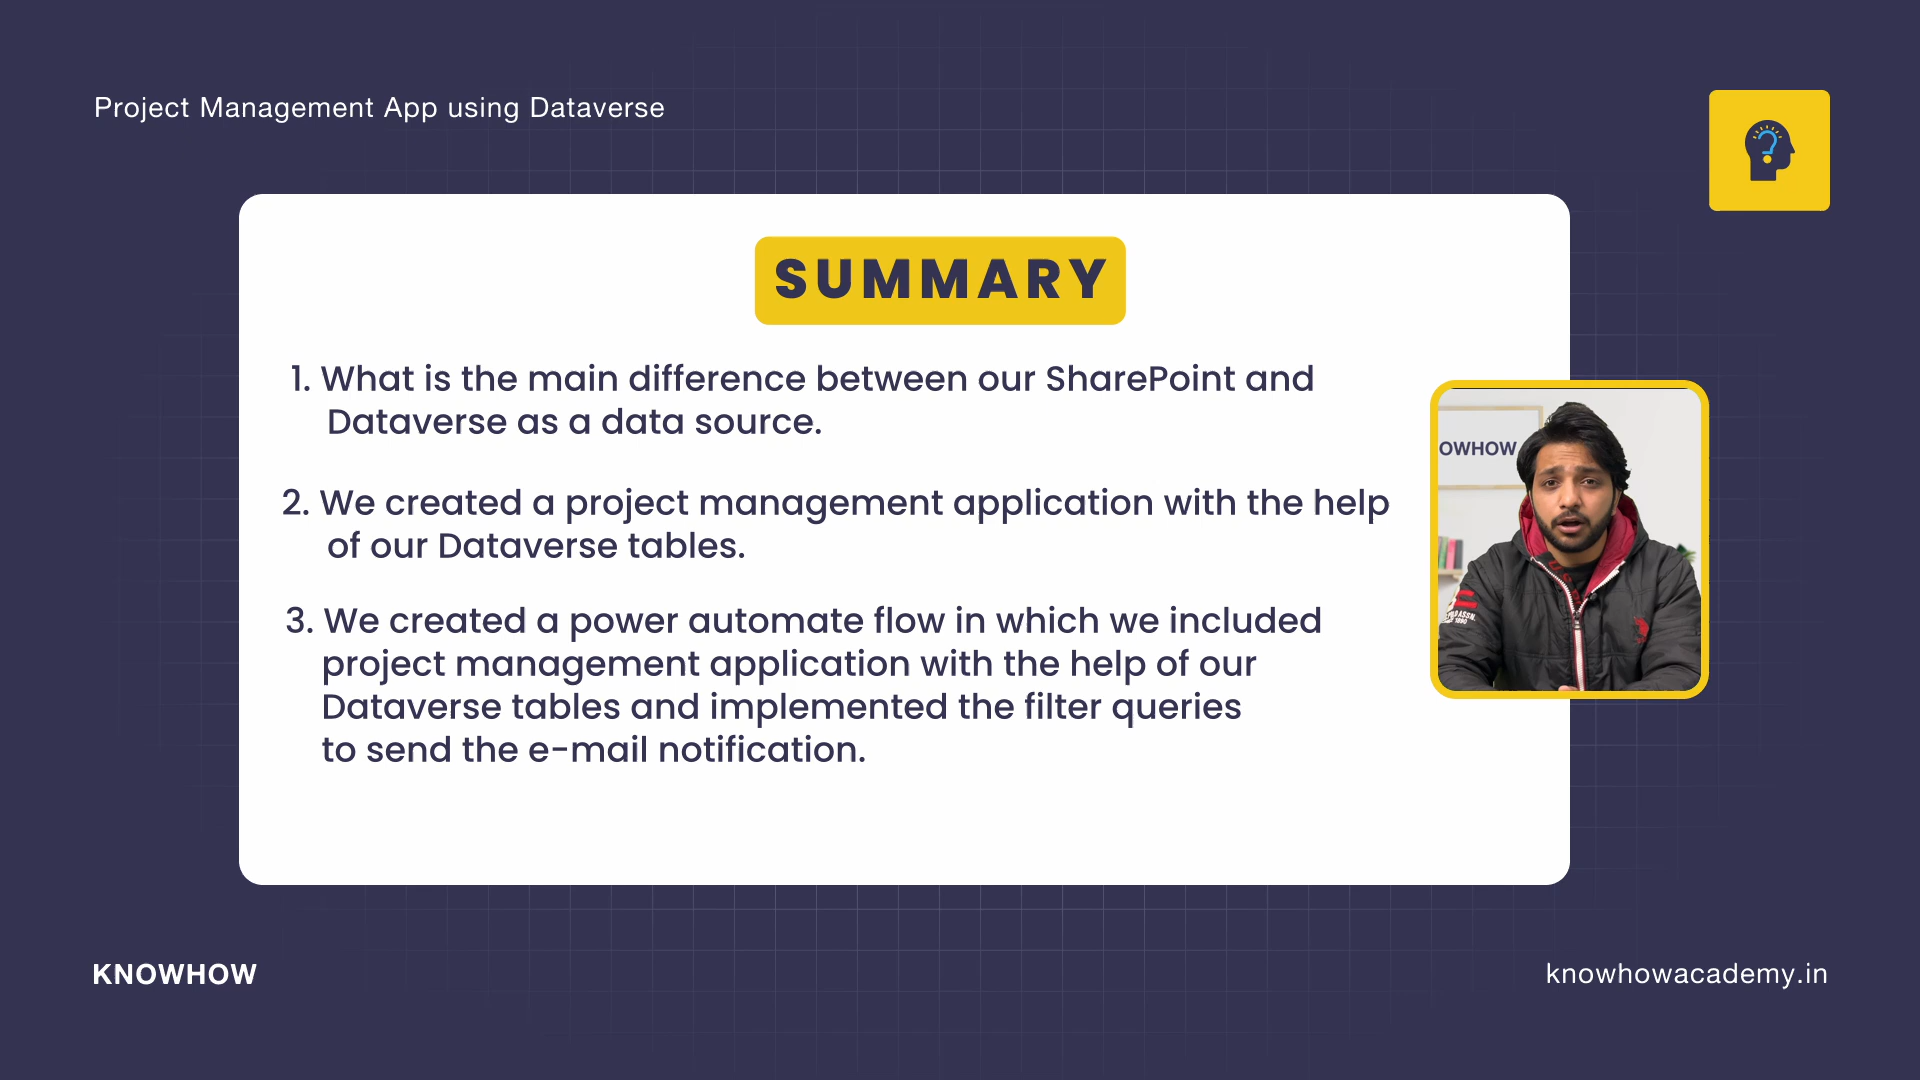 Project Management App using Dataverse
SUMMARY
1. What is the main difference between our SharePoint and
Dataverse as a data source.
2. We created a project management application with the help
of our Dataverse tables.
3. We created a power automate flow in which we included
project management application with the help of our
Dataverse tables and implemented the filter queries
to send the e-mail notification.
OWHOW
KNOWHOW
knowhowacademy.in